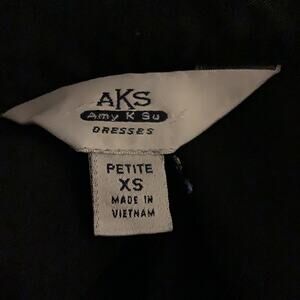 AKS
Amy K Su
DRESSES
PETITE
XS
MADE IN
VIETNAM